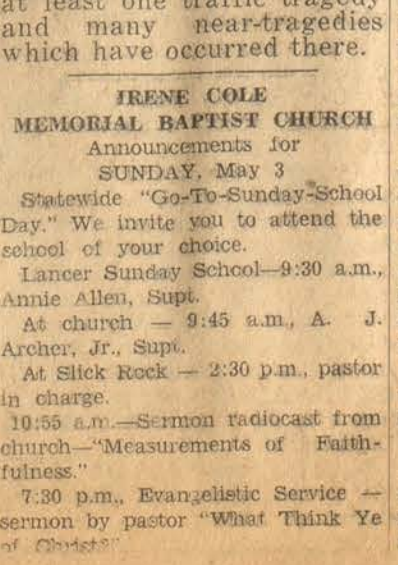 at least one traffic tragedy
and many near-tragedies
which have occurred there.
IRENE COLE
MEMORIAL BAPTIST CHURCH
Announcements for
SUNDAY, May 3
Statewide "Go-To-Sunday-School
Day." We invite you to attend the
school of your choice.
Lancer Sunday School—9:30 a.m.,
Annie Allen, Supt.
At church — 9:45 a.m., A. J.
Archer, Jr., Supt.
At Slick Rock — 2:30 p.m., pastor
in charge.
10:55 a.m.—Sermon radiocast from
church—"Measurements of Faith-
fulness."
7:30 p.m., Evangelistic Service —
sermon by pastor "What Think Ye
of Christ?"